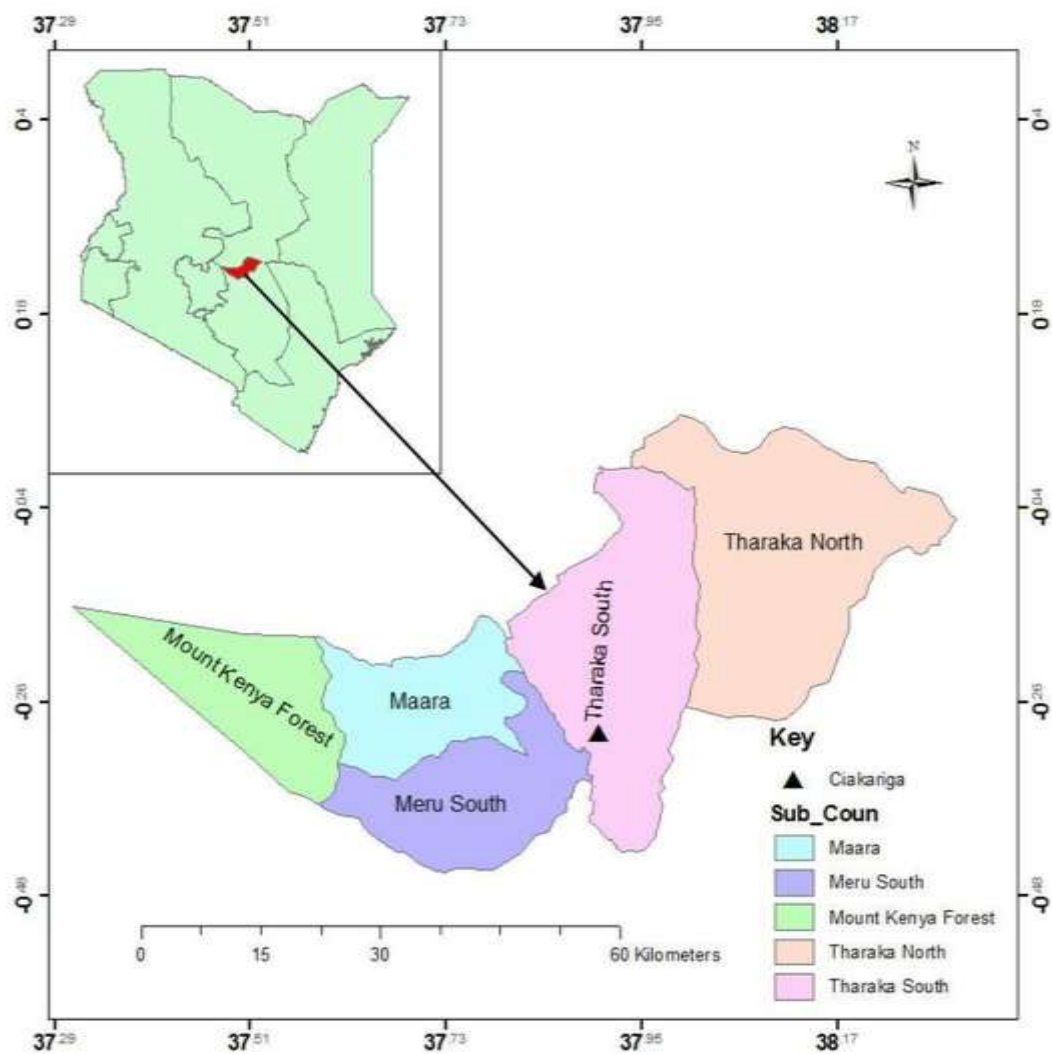 37.29 37.51 37.73 37.95 38.17
N
0.4 0.4
0.18 0.18
-0.04 -0.04
Tharaka North
Tharaka South
Mount Kenya Forest
Maara
-0.26 -0.26
Meru South
Key
Ciakariga
Sub_Coun
Maara
Meru South
-0.48 -0.48
Mount Kenya Forest
Tharaka North
Tharaka South
0 15 30 60 Kilometers
37.29 37.51 37.73 37.95 38.17